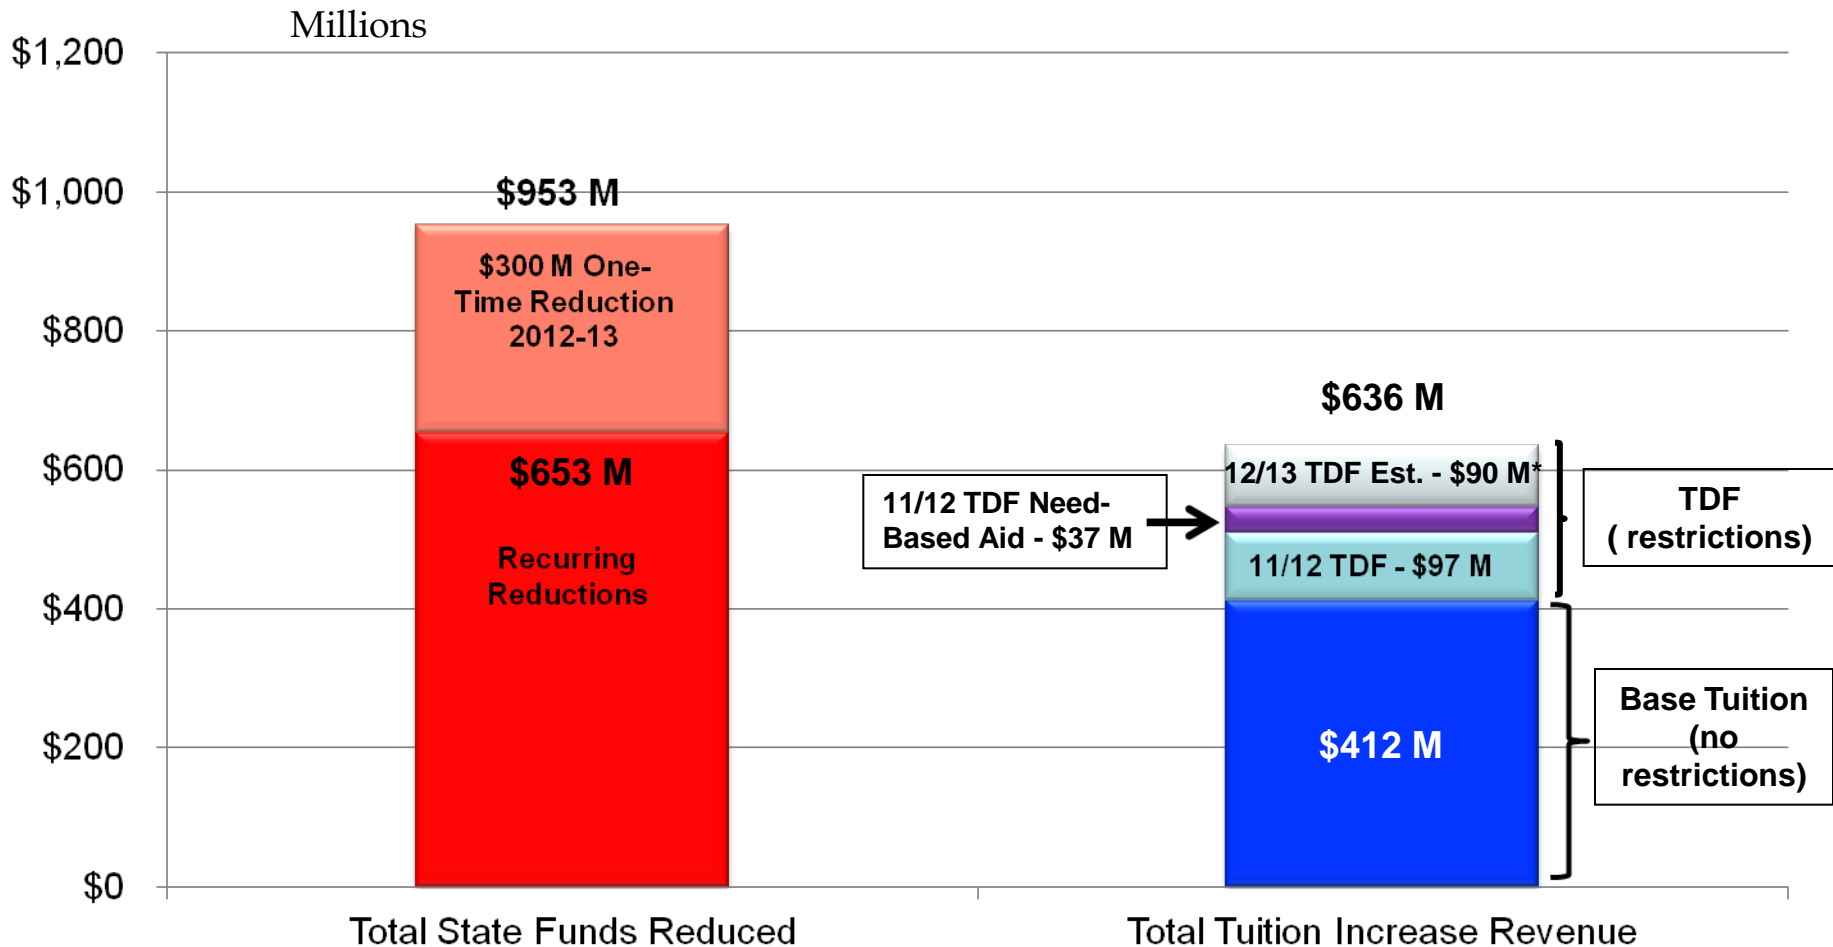 Millions
$1,200
$1,000
$800
$600
$400
$200
$0
$953 M
$300 M One-
Time Reduction
2012-13
$653 M
Recurring
Reductions
$636 M
12/13 TDF Est. - $90 M*
11/12 TDF Need-
Based Aid - $37 M
11/12 TDF - $97 M
$412 M
TDF
( restrictions)
Base Tuition
(no
restrictions)
Total State Funds Reduced
Total Tuition Increase Revenue